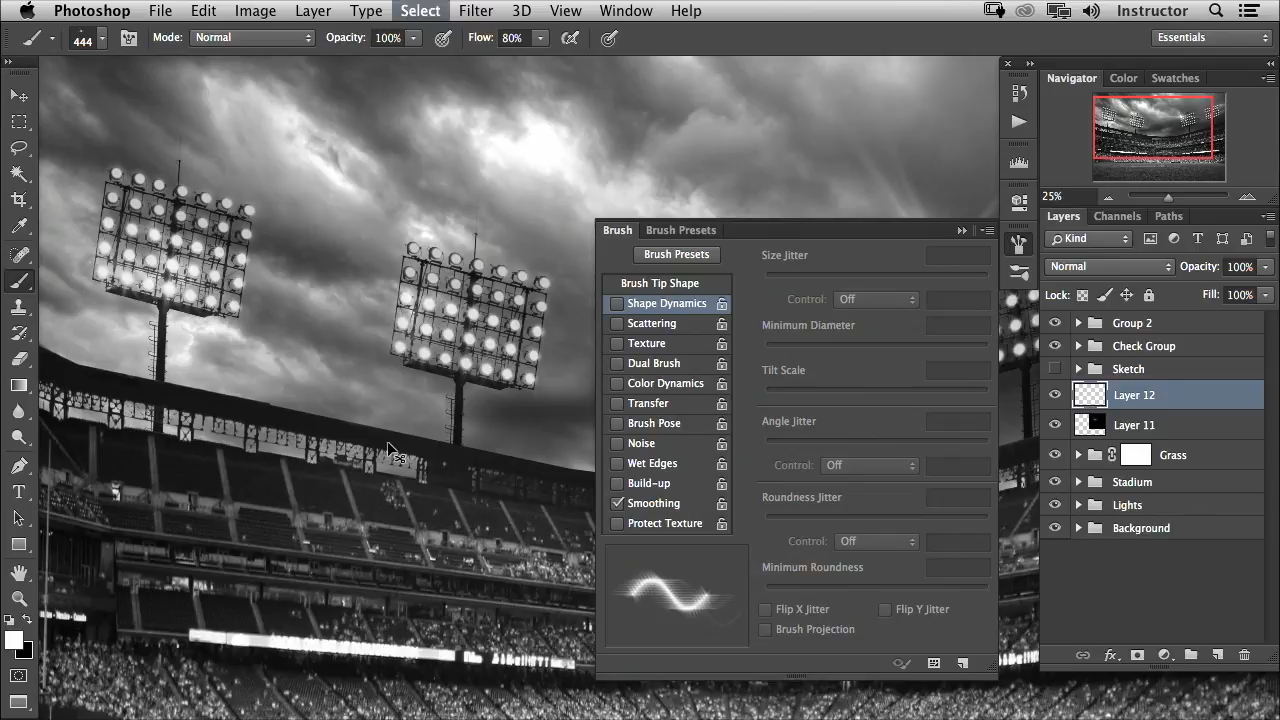 Photoshop File Edit Image Layer Type Select Filter 3D View Window Help Instructor
444 Mode: Normal Opacity: 100% Flow: 80% Essentials
Navigator Color Swatches
25%
Layers Channels Paths
Kind
Normal Opacity: 100%
Lock: Fill: 100%
Group 2
Check Group
Sketch
Layer 12
Layer 11
Grass
Stadium
Lights
Background
Brush Brush Presets
Brush Presets
Brush Tip Shape
Shape Dynamics
Scattering
Texture
Dual Brush
Color Dynamics
Transfer
Brush Pose
Noise
Wet Edges
Build-up
Smoothing
Protect Texture
Size Jitter
Control: Off
Minimum Diameter
Tilt Scale
Angle Jitter
Control: Off
Roundness Jitter
Control: Off
Minimum Roundness
Flip X Jitter Flip Y Jitter
Brush Projection